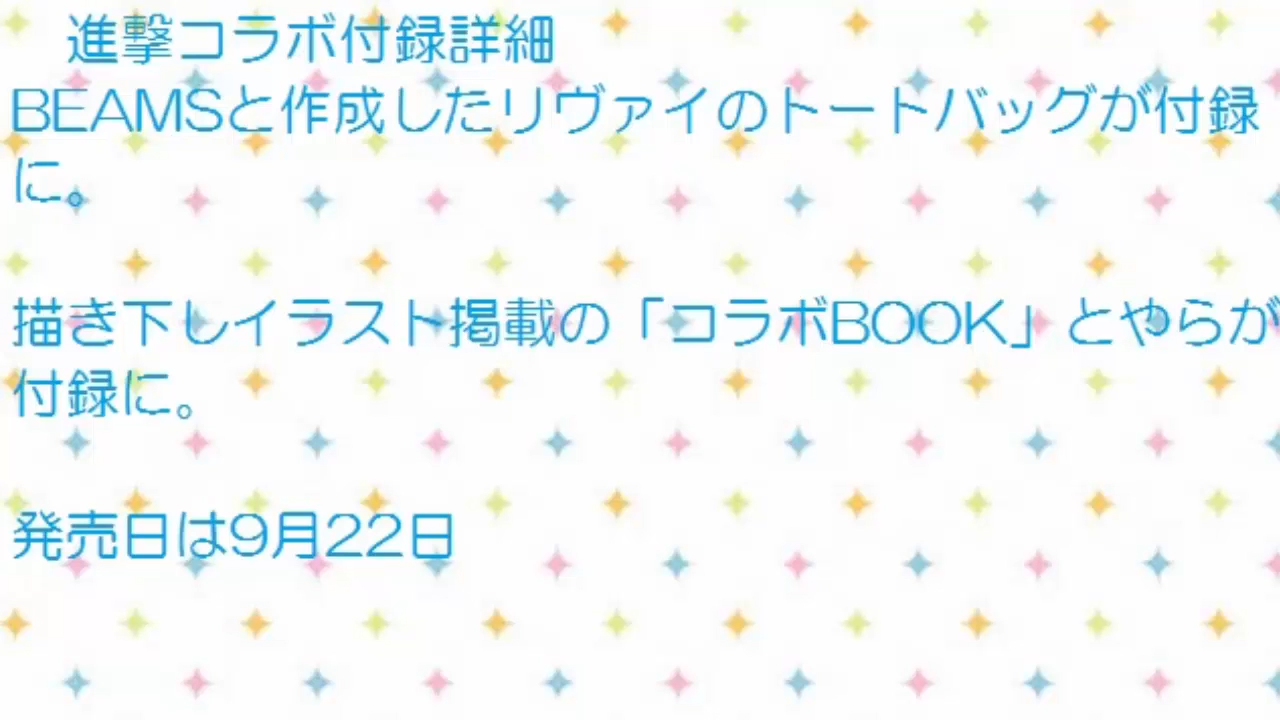 進撃コラボ付録詳細
BEAMSと作成したリヴァイのトートバッグが付録
に。
描き下しイラスト掲載の「コラボBOOK」とやらが
付録に。
発売日は9月22日